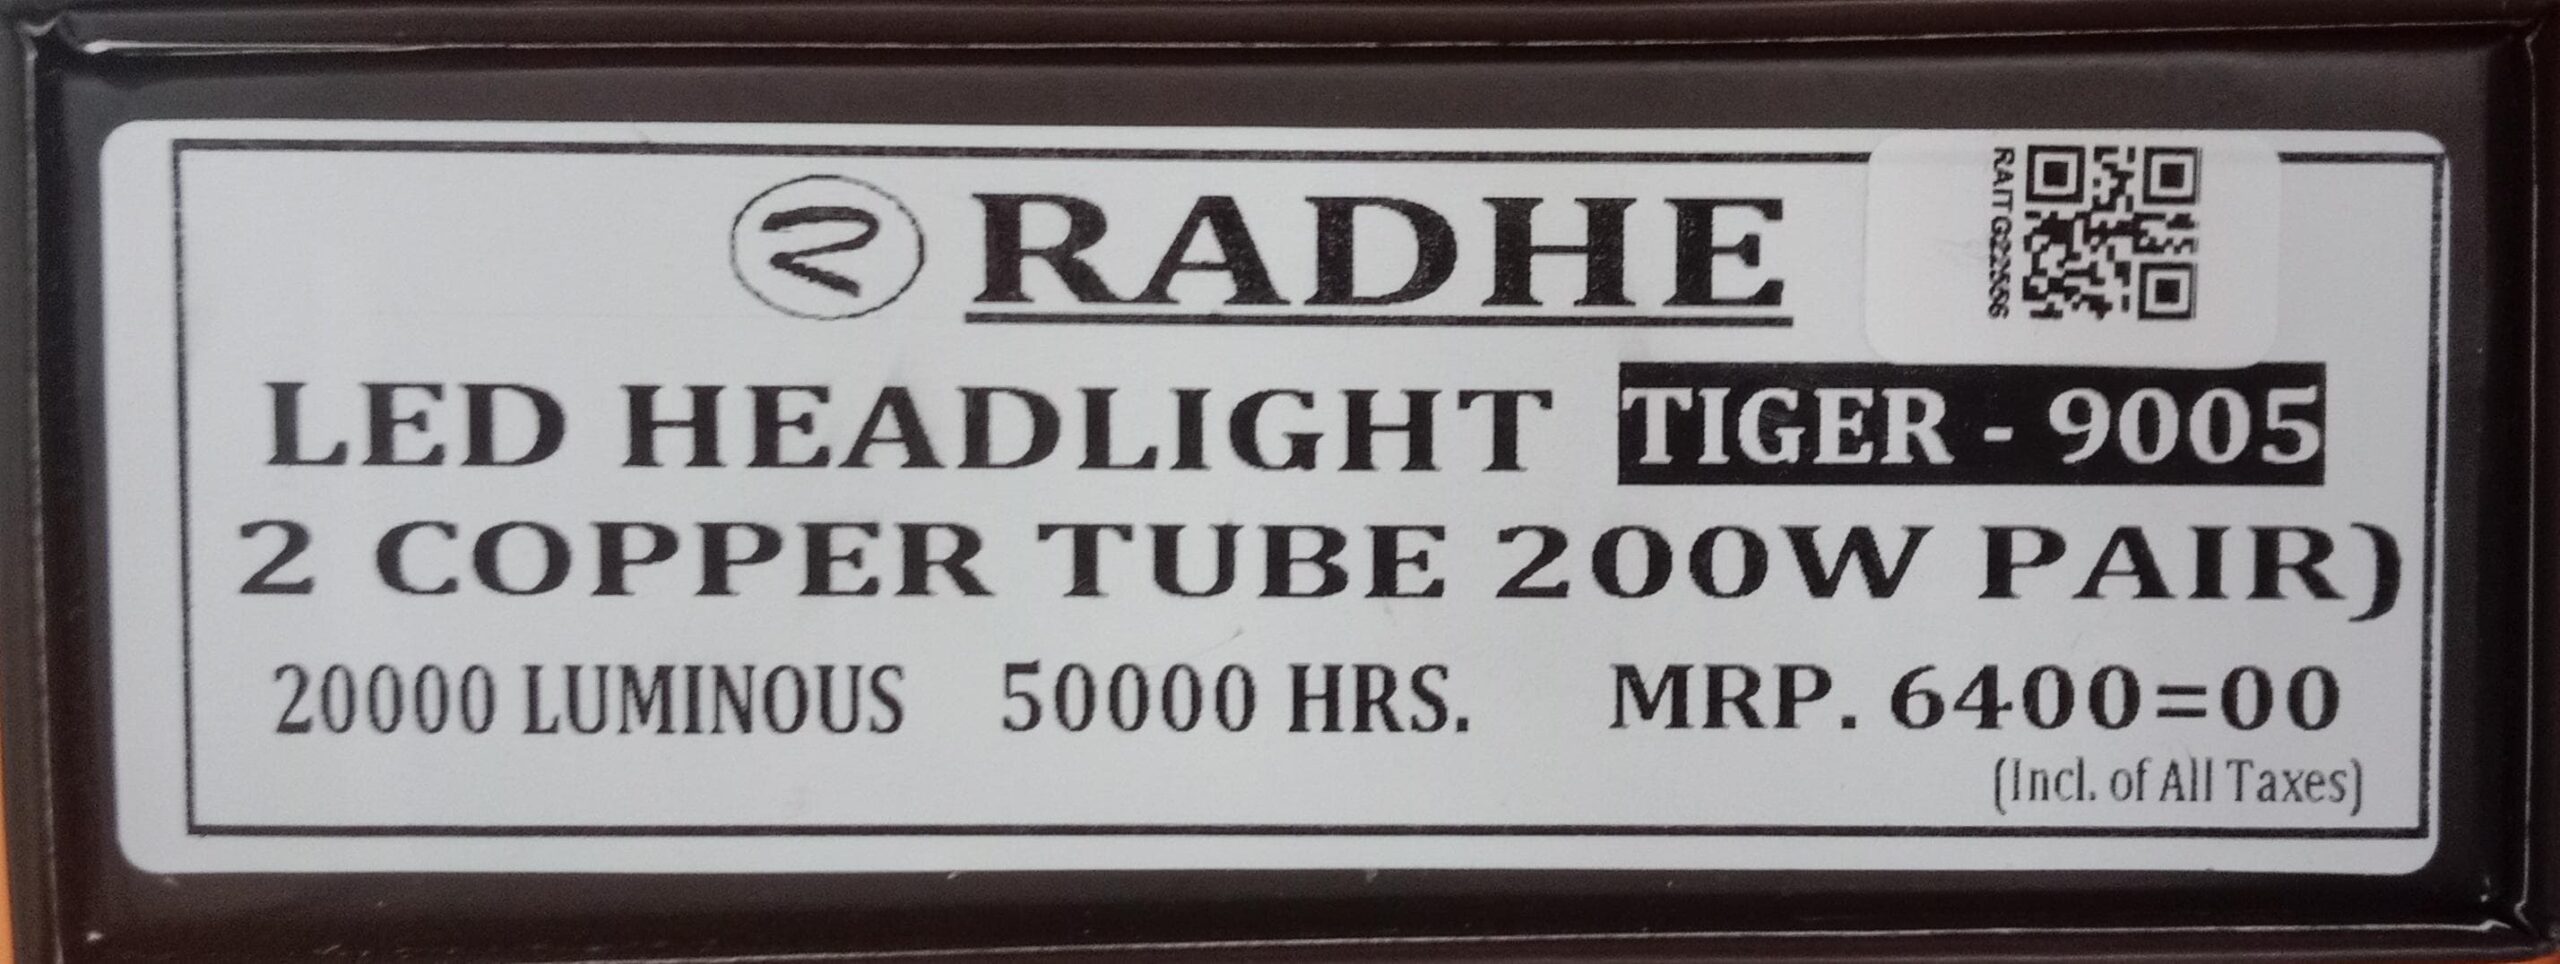 RADHE
RAITG225556
LED HEADLIGHT TIGER - 9005
2 COPPER TUBE 200W PAIR)
20000 LUMINOUS 50000 HRS. MRP. 6400=00
(Incl. of All Taxes)